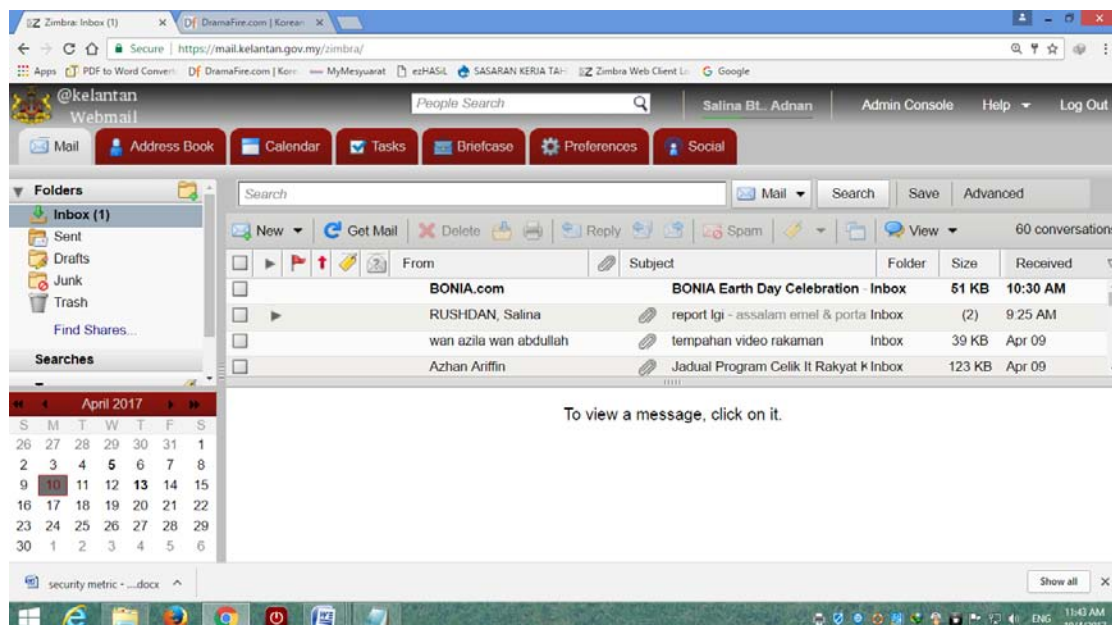 Zimbra: Inbox (1)
DramaFire.com | Korean
Secure | https://mail.kelantan.gov.my/zimbra/
Apps PDF to Word Convert DramaFire.com | Kore MyMesyuarat ezHASiL SASARAN KERJA TAH Zimbra Web Client Lo Google
@kelantan
Webmail
People Search
Salina Bt.. Adnan
Admin Console
Help
Log Out
Mail Address Book Calendar Tasks Briefcase Preferences Social
Folders
Inbox (1)
Sent
Drafts
Junk
Trash
Find Shares...
Searches
Search Mail Search Save Advanced
New Get Mail Delete Reply Spam View 60 conversation
From Subject Folder Size Received
BONIA.com BONIA Earth Day Celebration - Inbox 51 KB 10:30 AM
RUSHDAN, Salina report lgi - assalam emel & porta Inbox (2) 9:25 AM
wan azila wan abdullah tempahan video rakaman Inbox 39 KB Apr 09
Azhan Ariffin Jadual Program Celik It Rakyat K Inbox 123 KB Apr 09
To view a message, click on it.
April 2017
S M T W T F S
26 27 28 29 30 31 1
2 3 4 5 6 7 8
9 10 11 12 13 14 15
16 17 18 19 20 21 22
23 24 25 26 27 28 29
30 1 2 3 4 5 6
security metric - ....docx
Show all
ENG
11:43 AM
10/4/2017